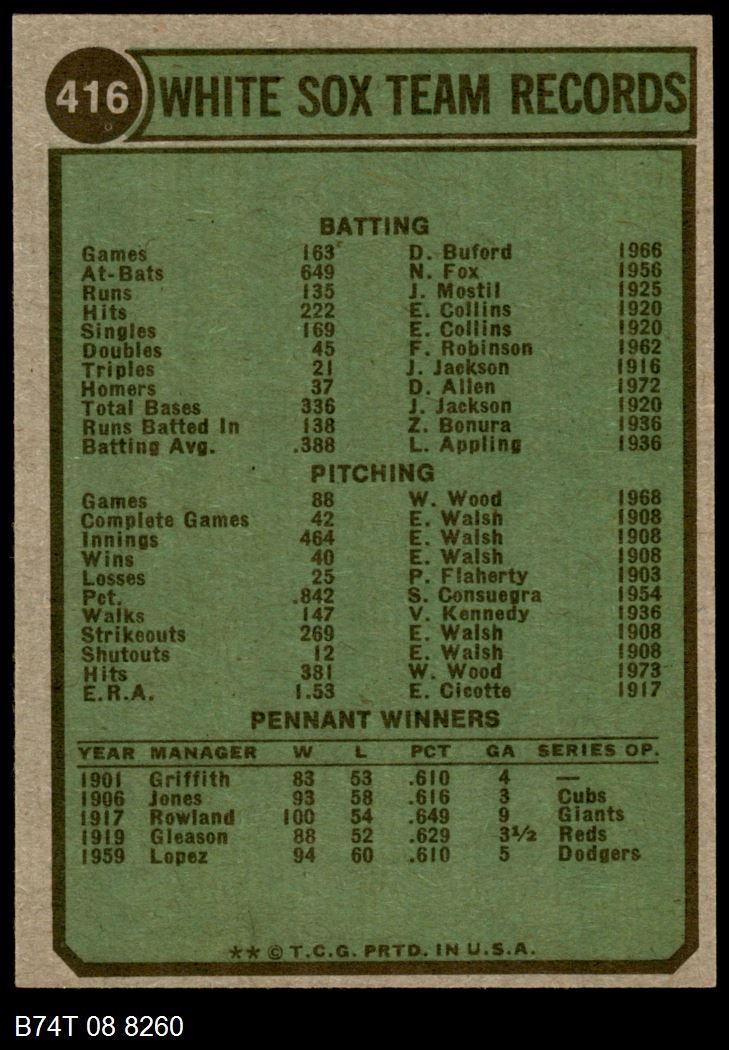 416 WHITE SOX TEAM RECORDS
BATTING
Games 163 D. Buford 1966
At-Bats 649 N. Fox 1956
Runs 135 J. Mostil 1925
Hits 222 E. Collins 1920
Singles 169 E. Collins 1920
Doubles 45 F. Robinson 1962
Triples 21 J. Jackson 1916
Homers 37 D. Allen 1972
Total Bases 336 J. Jackson 1920
Runs Batted In 138 Z. Bonura 1936
Batting Avg. .388 L. Appling 1936
PITCHING
Games 88 W. Wood 1968
Complete Games 42 E. Walsh 1908
Innings 464 E. Walsh 1908
Wins 40 E. Walsh 1908
Losses 25 P. Flaherty 1903
Pct. .842 S. Consuegra 1954
Walks 147 V. Kennedy 1936
Strikeouts 269 E. Walsh 1908
Shutouts 12 E. Walsh 1908
Hits 381 W. Wood 1973
E.R.A. 1.53 E. Cicotte 1917
PENNANT WINNERS
YEAR MANAGER W L PCT GA SERIES OP.
1901 Griffith 83 53 .610 4 —
1906 Jones 93 58 .616 3 Cubs
1917 Rowland 100 54 .649 9 Giants
1919 Gleason 88 52 .629 3½ Reds
1959 Lopez 94 60 .610 5 Dodgers
** © T.C.G. PRTD. IN U.S.A.
B74T 08 8260